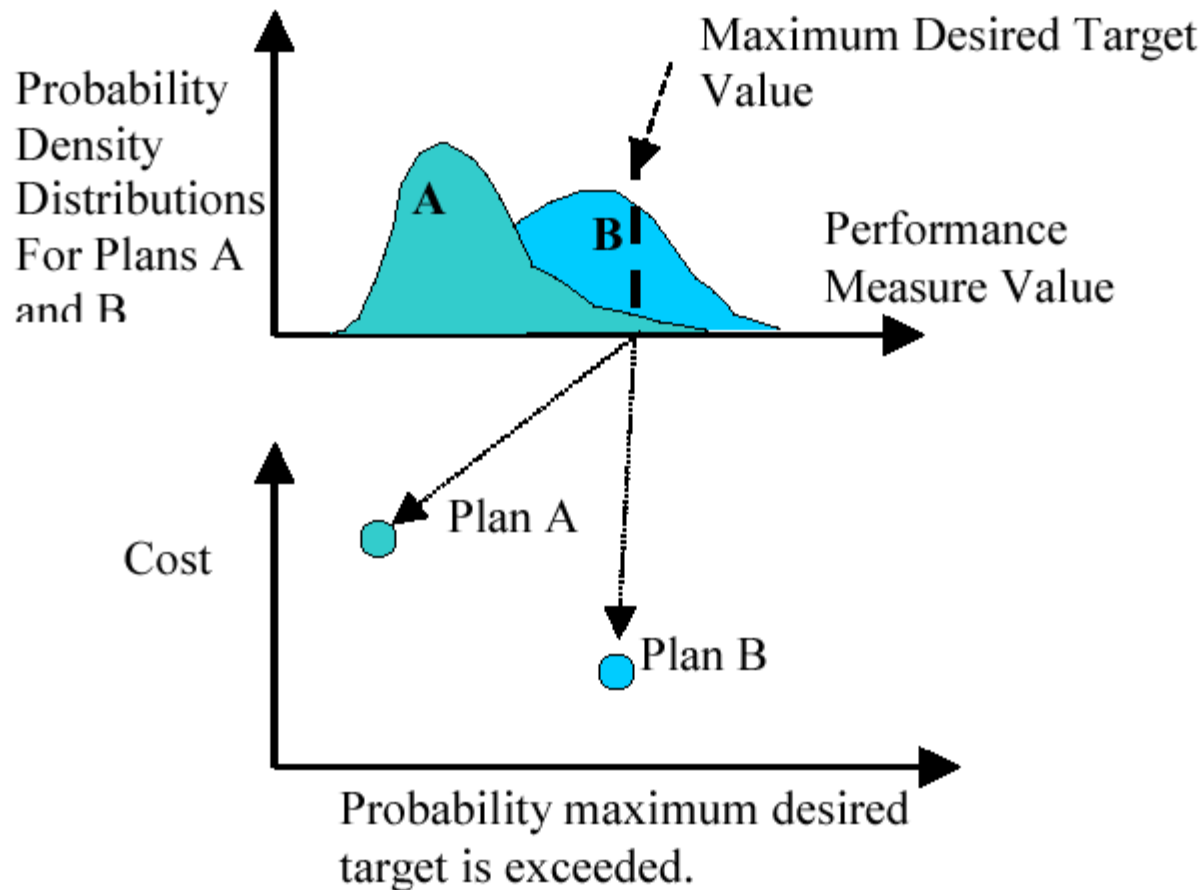 Maximum Desired Target
Value
Probability
Density
Distributions
For Plans A
and B
A
B
Performance
Measure Value
Plan A
Cost
Plan B
Probability maximum desired
target is exceeded.